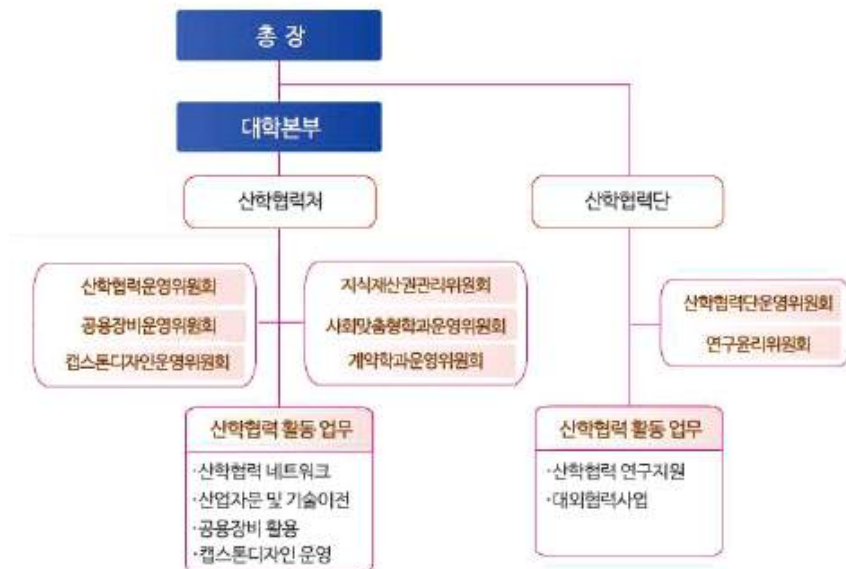 총 장
대학본부
산학협력처
산학협력단
산학협력운영위원회
공용장비운영위원회
캡스톤디자인운영위원회
지식재산권관리위원회
사회맞춤형학과운영위원회
계약학과운영위원회
산학협력단운영위원회
연구윤리위원회
산학협력 활동 업무
·산학협력 네트워크
·산업자문 및 기술이전
·공용장비 활용
·캡스톤디자인 운영
산학협력 활동 업무
·산학협력 연구지원
·대외협력사업